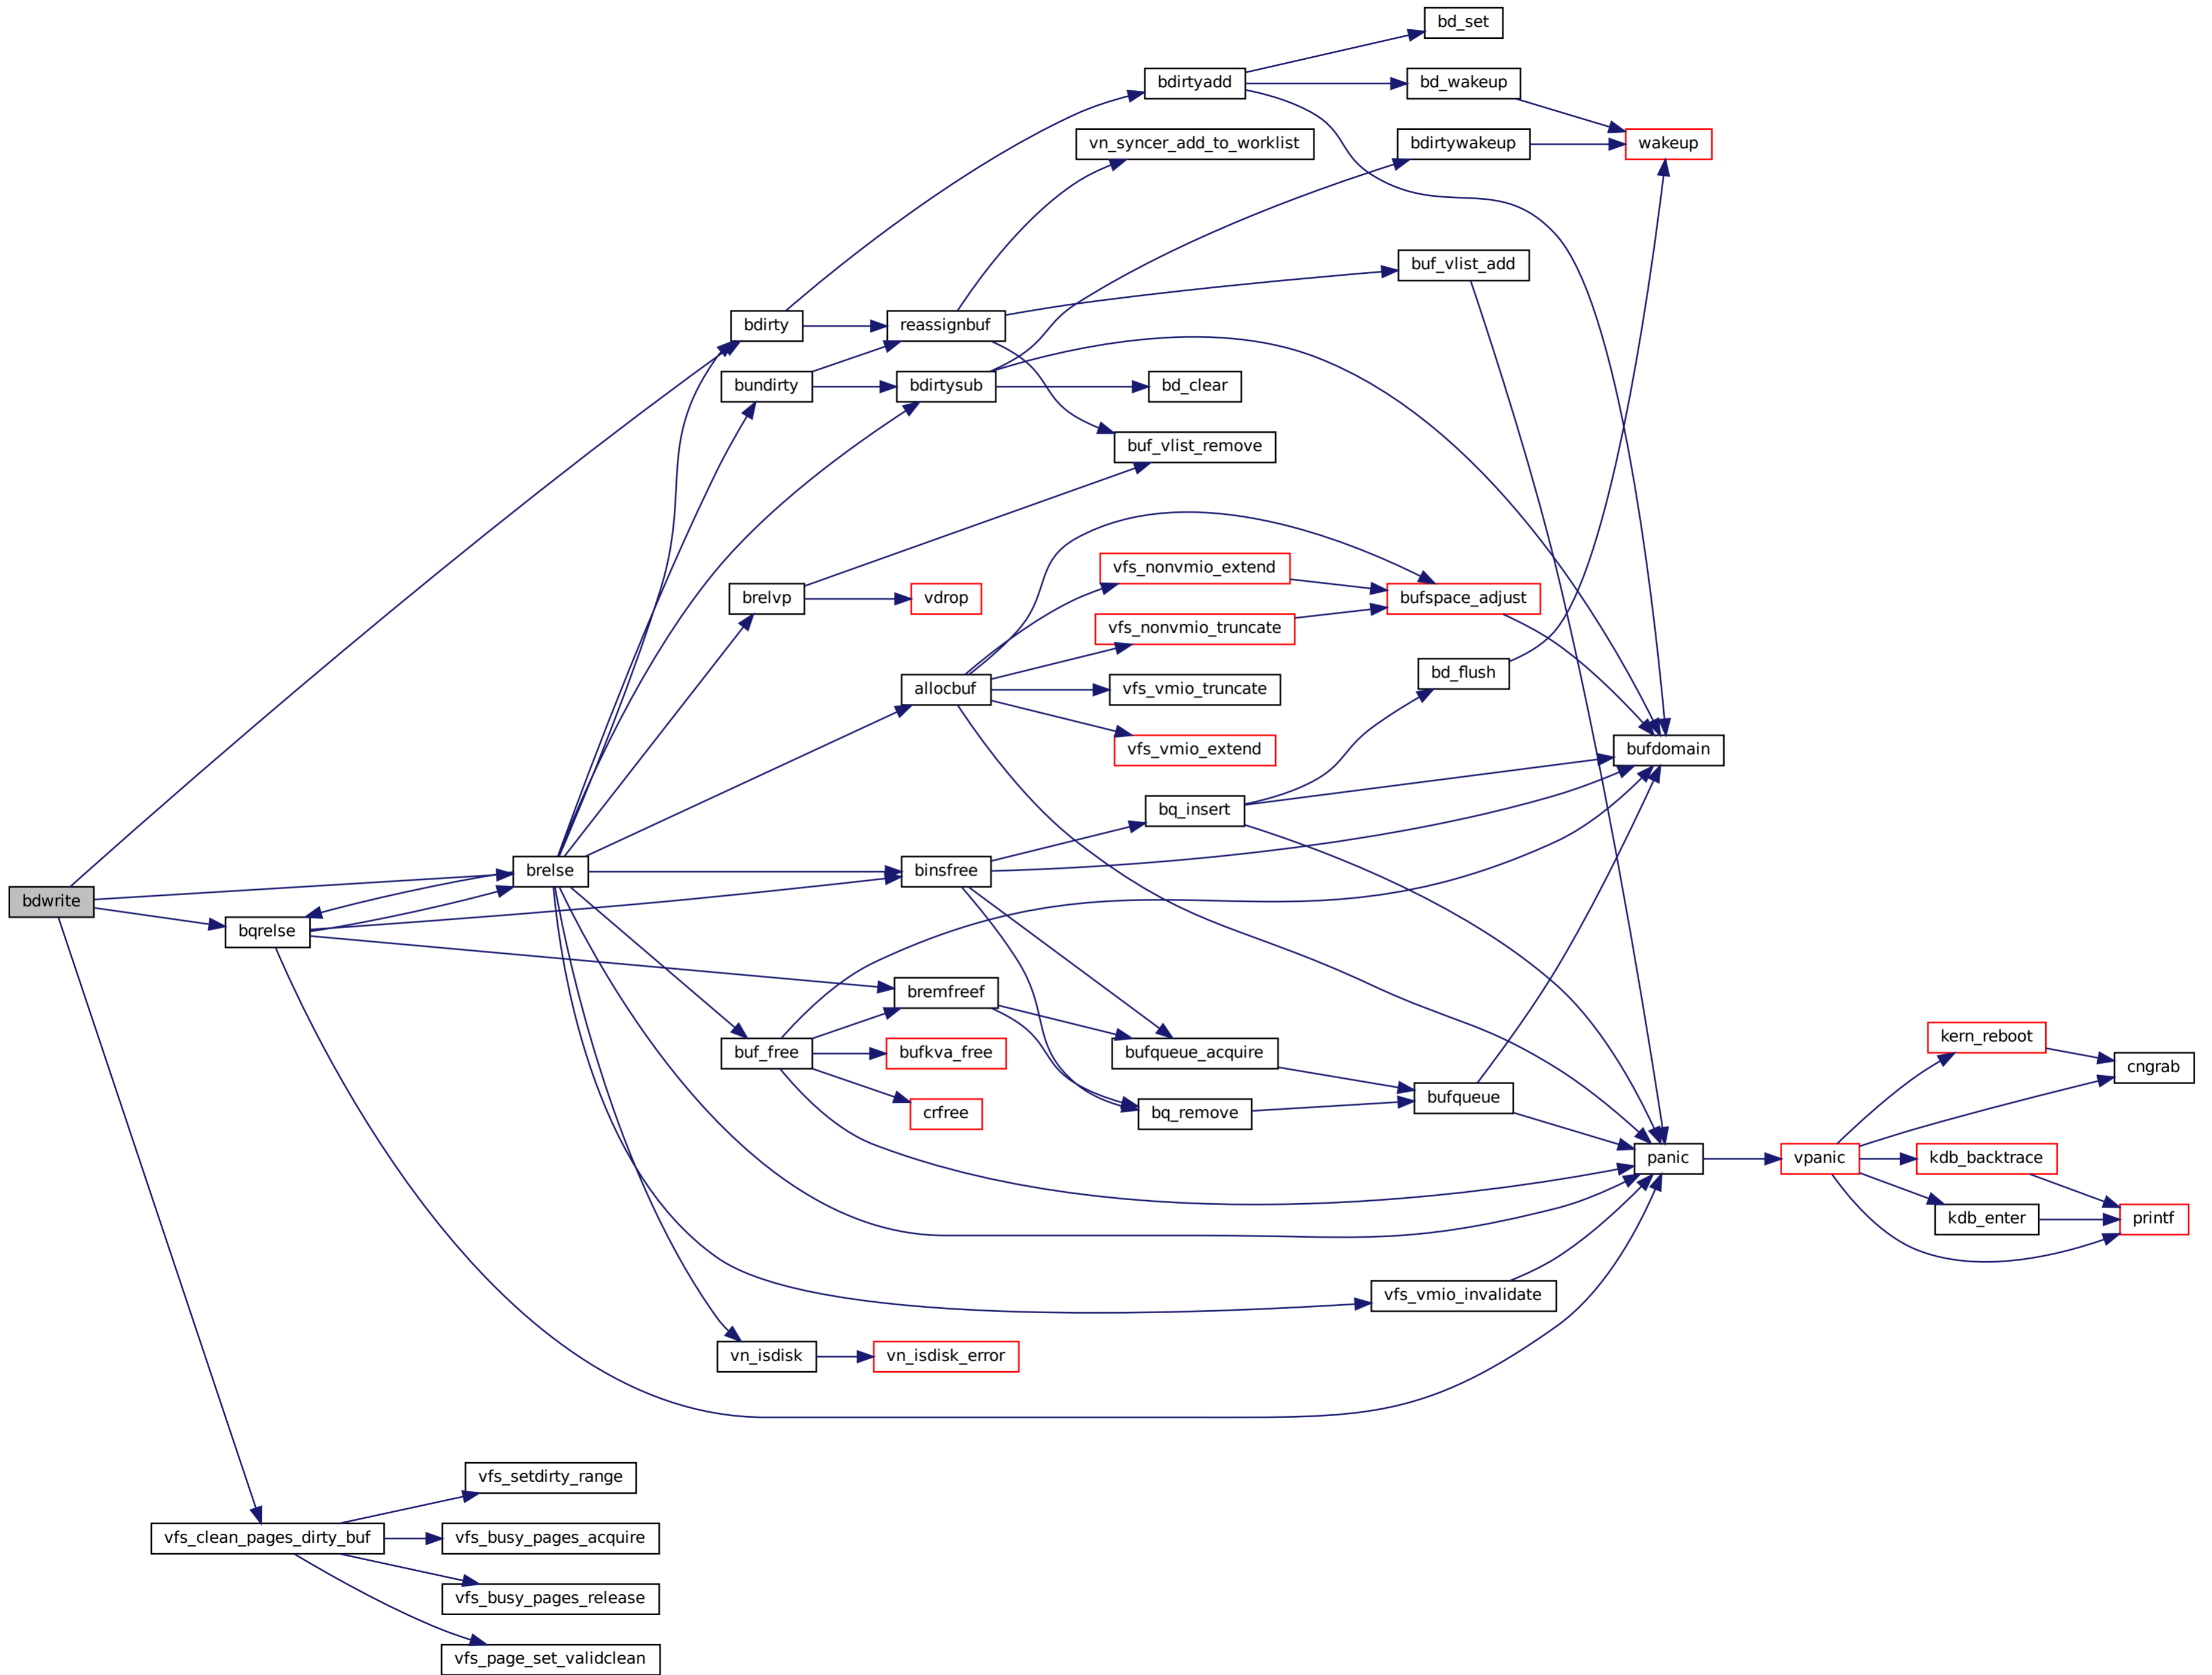 bd_set
bdirtyadd
bd_wakeup
vn_syncer_add_to_worklist
bdirtywakeup
wakeup
buf_vlist_add
bdirty
reassignbuf
bundirty
bdirtysub
bd_clear
buf_vlist_remove
vfs_nonvmio_extend
brelvp
vdrop
bufspace_adjust
vfs_nonvmio_truncate
bd_flush
allocbuf
vfs_vmio_truncate
vfs_vmio_extend
bufdomain
bq_insert
brelse
binsfree
bdwrite
bqrelse
bremfreef
kern_reboot
buf_free
bufkva_free
bufqueue_acquire
cngrab
bufqueue
crfree
bq_remove
panic
vpanic
kdb_backtrace
kdb_enter
printf
vfs_vmio_invalidate
vn_isdisk
vn_isdisk_error
vfs_setdirty_range
vfs_clean_pages_dirty_buf
vfs_busy_pages_acquire
vfs_busy_pages_release
vfs_page_set_validclean